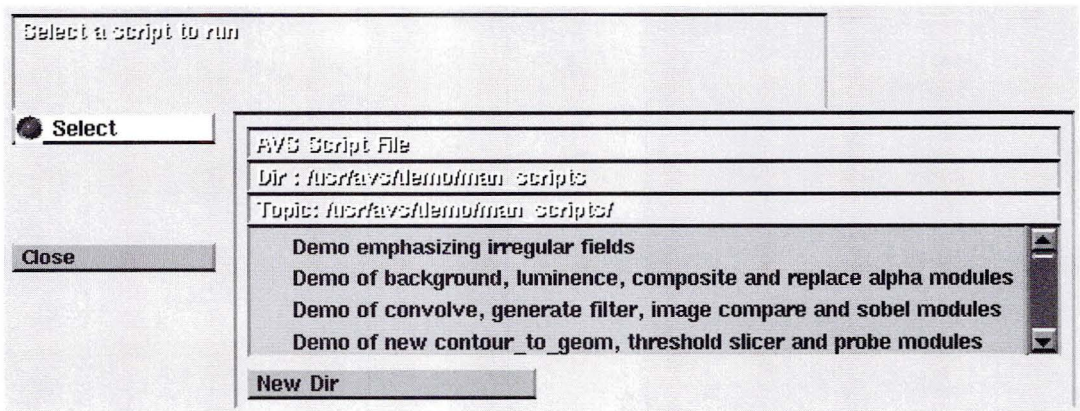 Select a script to run
Select
AVS Script File
Dir : /usr/avs/demo/man_scripts
Topic: /usr/avs/demo/man_scripts/
Close
Demo emphasizing irregular fields
Demo of background, luminence, composite and replace alpha modules
Demo of convolve, generate filter, image compare and sobel modules
Demo of new contour_to_geom, threshold slicer and probe modules
New Dir